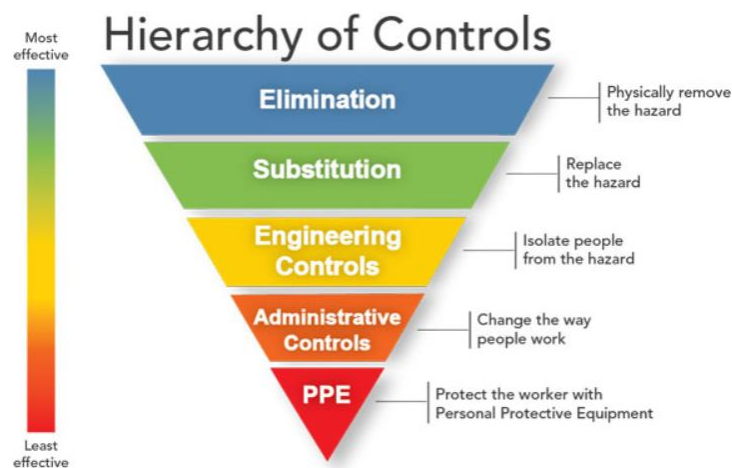 Hierarchy of Controls
Most
effective
Elimination
Physically remove
the hazard
Substitution
Replace
the hazard
Engineering
Controls
Isolate people
from the hazard
Administrative
Controls
Change the way
people work
PPE
Protect the worker with
Personal Protective Equipment
Least
effective